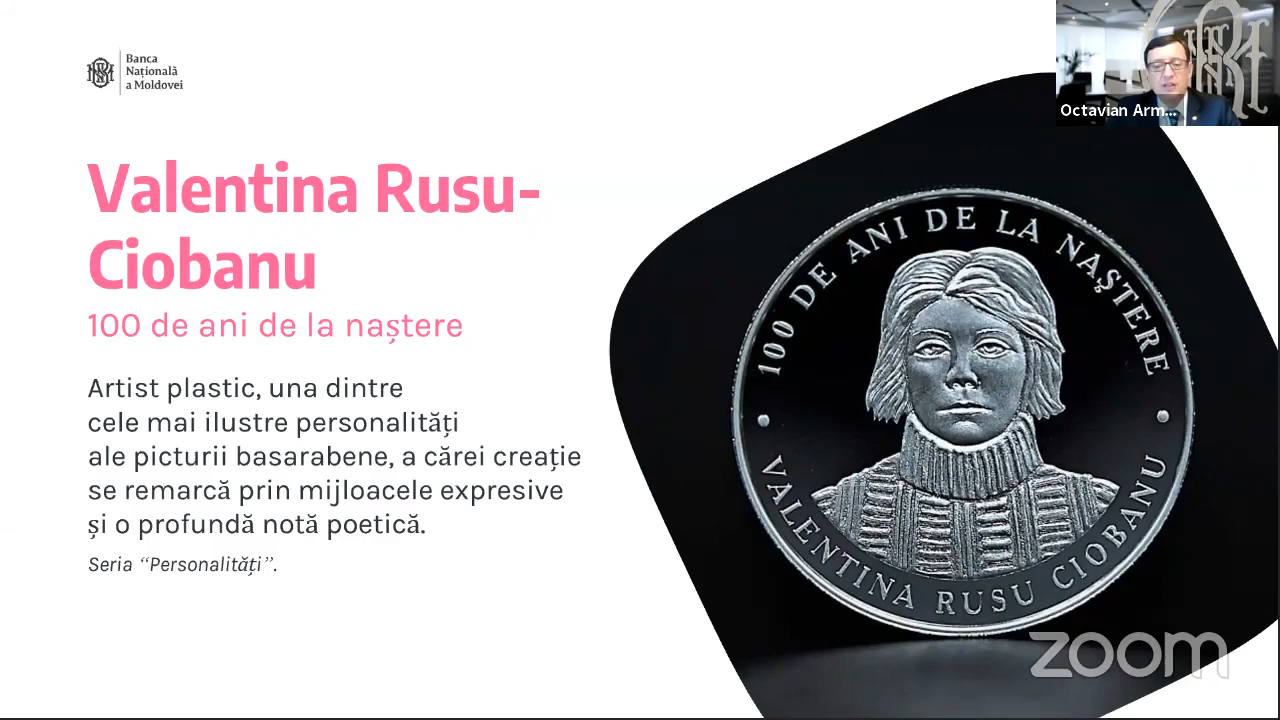 Banca
Națională
a Moldovei
Valentina Rusu-
Ciobanu
100 de ani de la naștere
Artist plastic, una dintre
cele mai ilustre personalități
ale picturii basarabene, a cărei creație
se remarcă prin mijloacele expresive
și o profundă notă poetică.
Seria “Personalități”.
Octavian Arm...
100 DE ANI DE LA NAȘTERE
VALENTINA RUSU CIOBANU
zoom